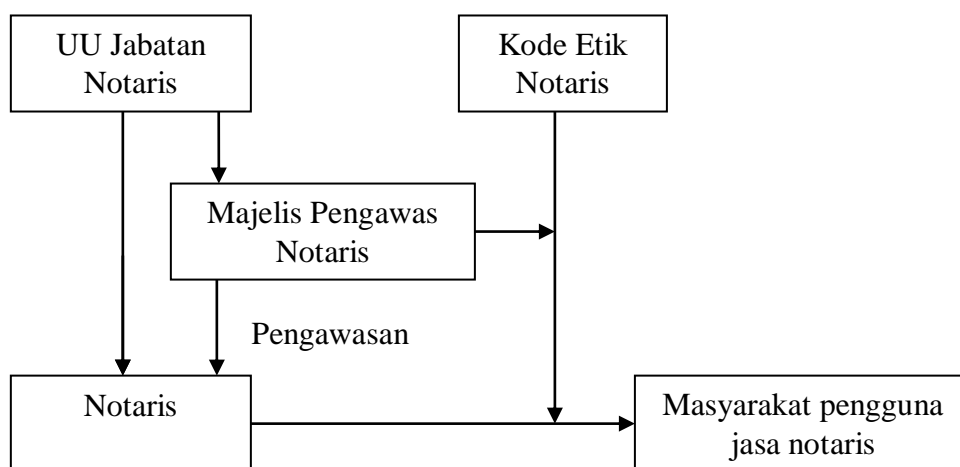 UU Jabatan
Notaris
Kode Etik
Notaris
Majelis Pengawas
Notaris
Pengawasan
Notaris
Masyarakat pengguna
jasa notaris